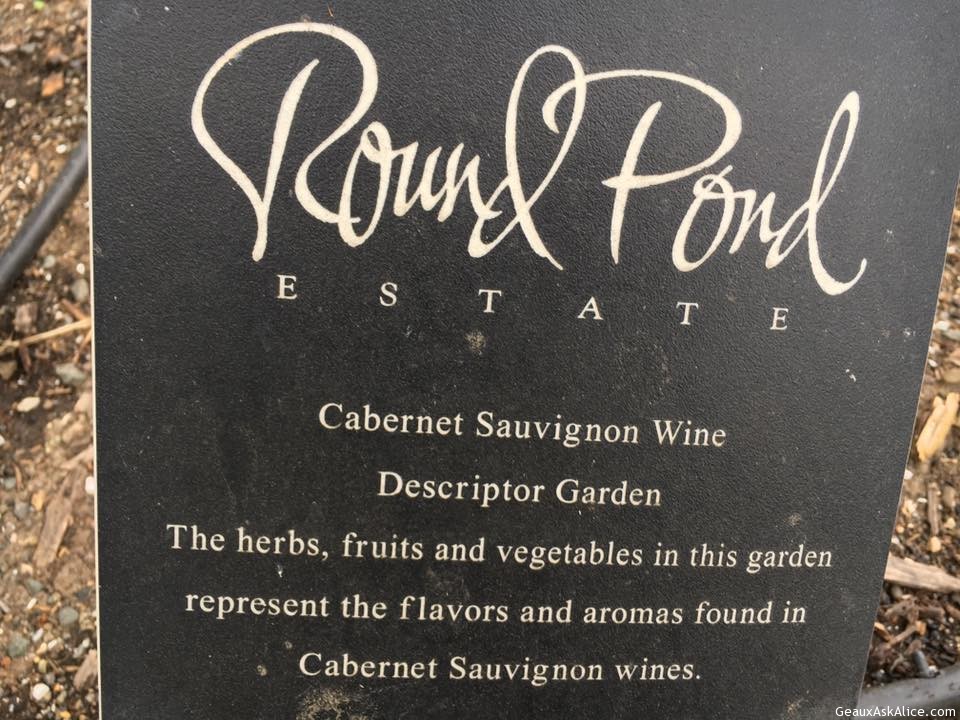 Round Pond
ESTATE
Cabernet Sauvignon Wine
Descriptor Garden
The herbs, fruits and vegetables in this garden
represent the flavors and aromas found in
Cabernet Sauvignon wines.
GeauxAskAlice.com